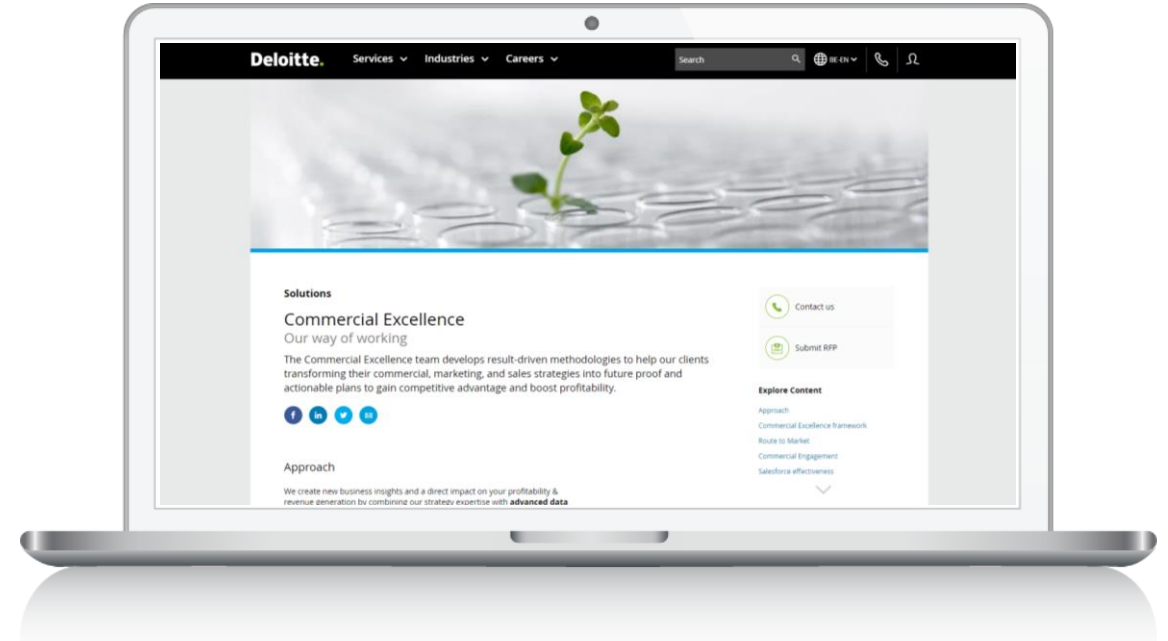 Deloitte.
Services
Industries
Careers
Search
BE-EN
Solutions
Commercial Excellence
Our way of working
The Commercial Excellence team develops result-driven methodologies to help our clients
transforming their commercial, marketing, and sales strategies into future proof and
actionable plans to gain competitive advantage and boost profitability.
Approach
We create new business insights and a direct impact on your profitability &
revenue generation by combining our strategy expertise with advanced data
Contact us
Submit RFP
Explore Content
Approach
Commercial Excellence framework
Route to Market
Commercial Engagement
Salesforce effectiveness